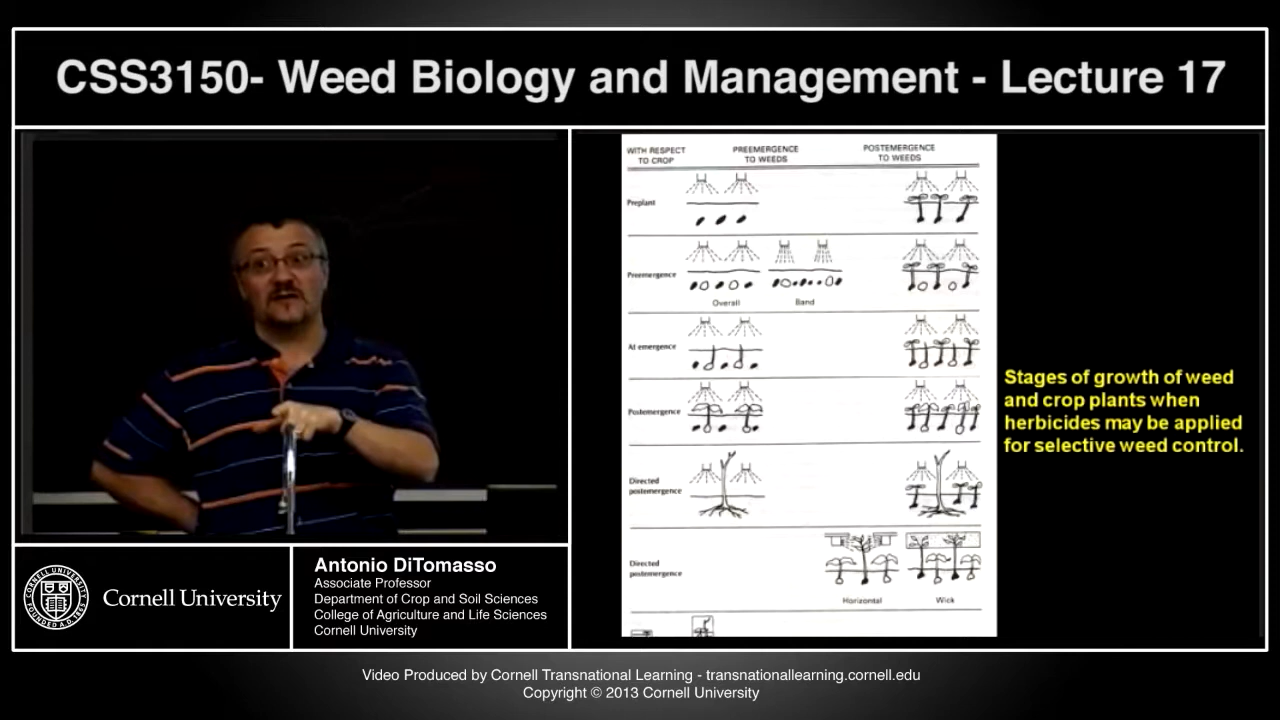 CSS3150- Weed Biology and Management - Lecture 17
WITH RESPECT
TO CROP
PREEMERGENCE
TO WEEDS
POSTEMERGENCE
TO WEEDS
Preplant
Preemergence
Overall
Band
At emergence
Postemergence
Directed
postemergence
Directed
postemergence
Horizontal
Wick
Stages of growth of weed
and crop plants when
herbicides may be applied
for selective weed control.
Cornell University
Antonio DiTomasso
Associate Professor
Department of Crop and Soil Sciences
College of Agriculture and Life Sciences
Cornell University
Video Produced by Cornell Transnational Learning - transnationallearning.cornell.edu
Copyright © 2013 Cornell University